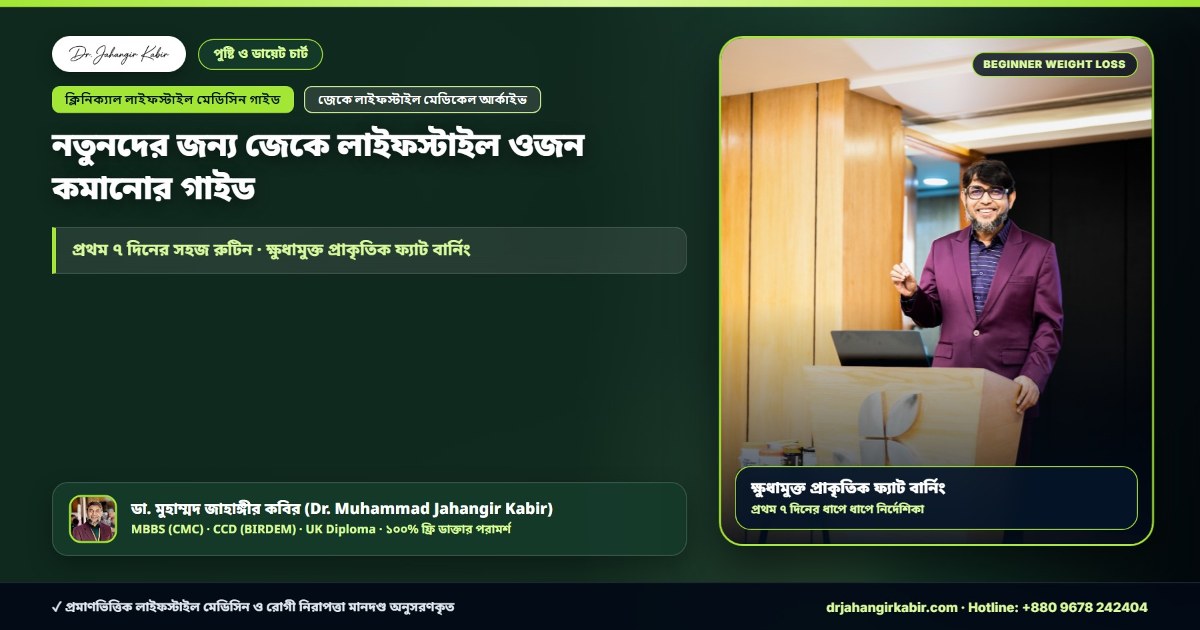 Dr. Jahangir Kabir
পুষ্টি ও ডায়েট চার্ট
ক্লিনিক্যাল লাইফস্টাইল মেডিসিন গাইড
জেকে লাইফস্টাইল মেডিকেল আর্কাইভ
নতুনদের জন্য জেকে লাইফস্টাইল ওজন
কমানোর গাইড
প্রথম ৭ দিনের সহজ রুটিন · ক্ষুধামুক্ত প্রাকৃতিক ফ্যাট বার্নিং
ডা. মুহাম্মদ জাহাঙ্গীর কবির (Dr. Muhammad Jahangir Kabir)
MBBS (CMC) · CCD (BIRDEM) · UK Diploma · ১০০% ফ্রি ডাক্তার পরামর্শ
BEGINNER WEIGHT LOSS
ক্ষুধামুক্ত প্রাকৃতিক ফ্যাট বার্নিং
প্রথম ৭ দিনের ধাপে ধাপে নির্দেশিকা
✓ প্রমাণভিত্তিক লাইফস্টাইল মেডিসিন ও রোগী নিরাপত্তা মানদণ্ড অনুসরণকৃত
drjahangirkabir.com · Hotline: +880 9678 242404